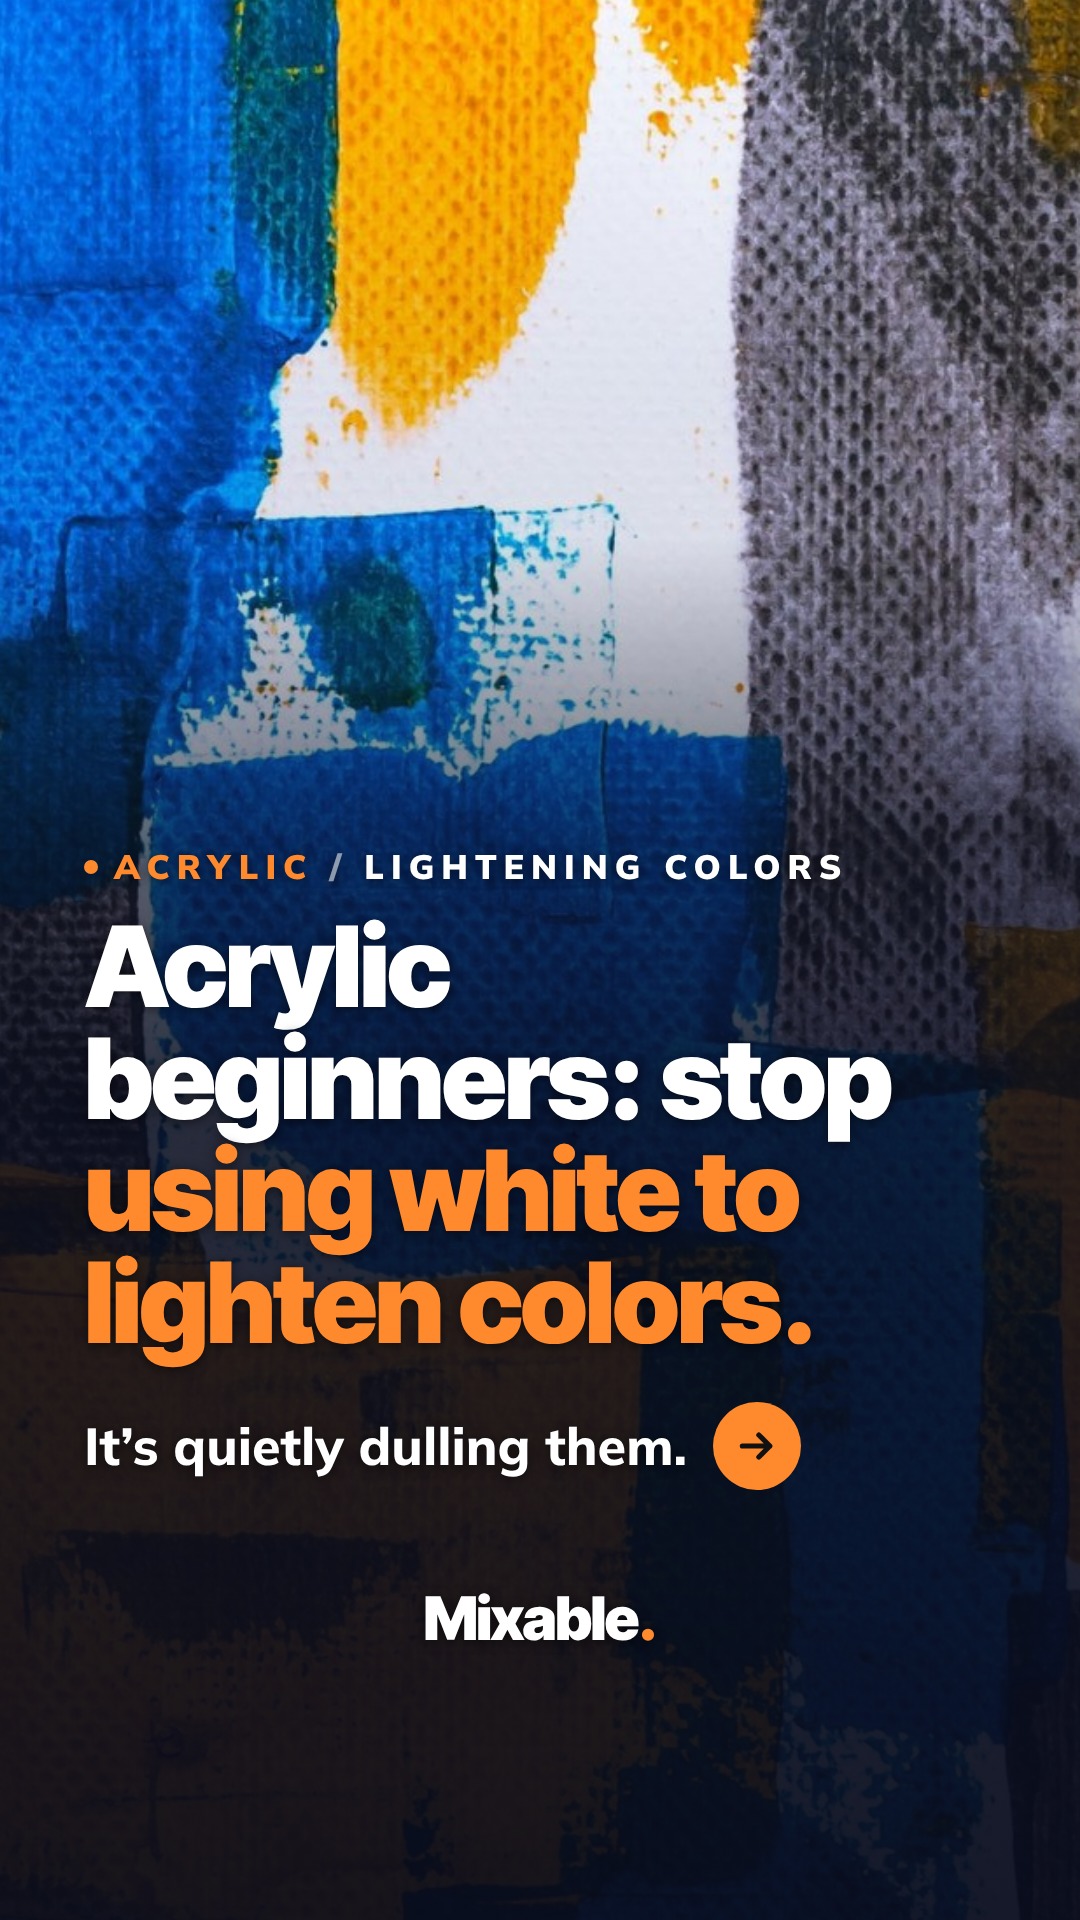 • ACRYLIC / LIGHTENING COLORS
Acrylic
beginners: stop
using white to
lighten colors.
It’s quietly dulling them.
Mixable.